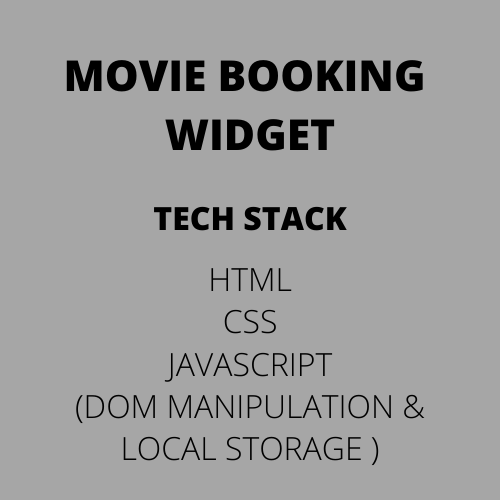 MOVIE BOOKING
WIDGET
TECH STACK
HTML
CSS
JAVASCRIPT
(DOM MANIPULATION &
LOCAL STORAGE )